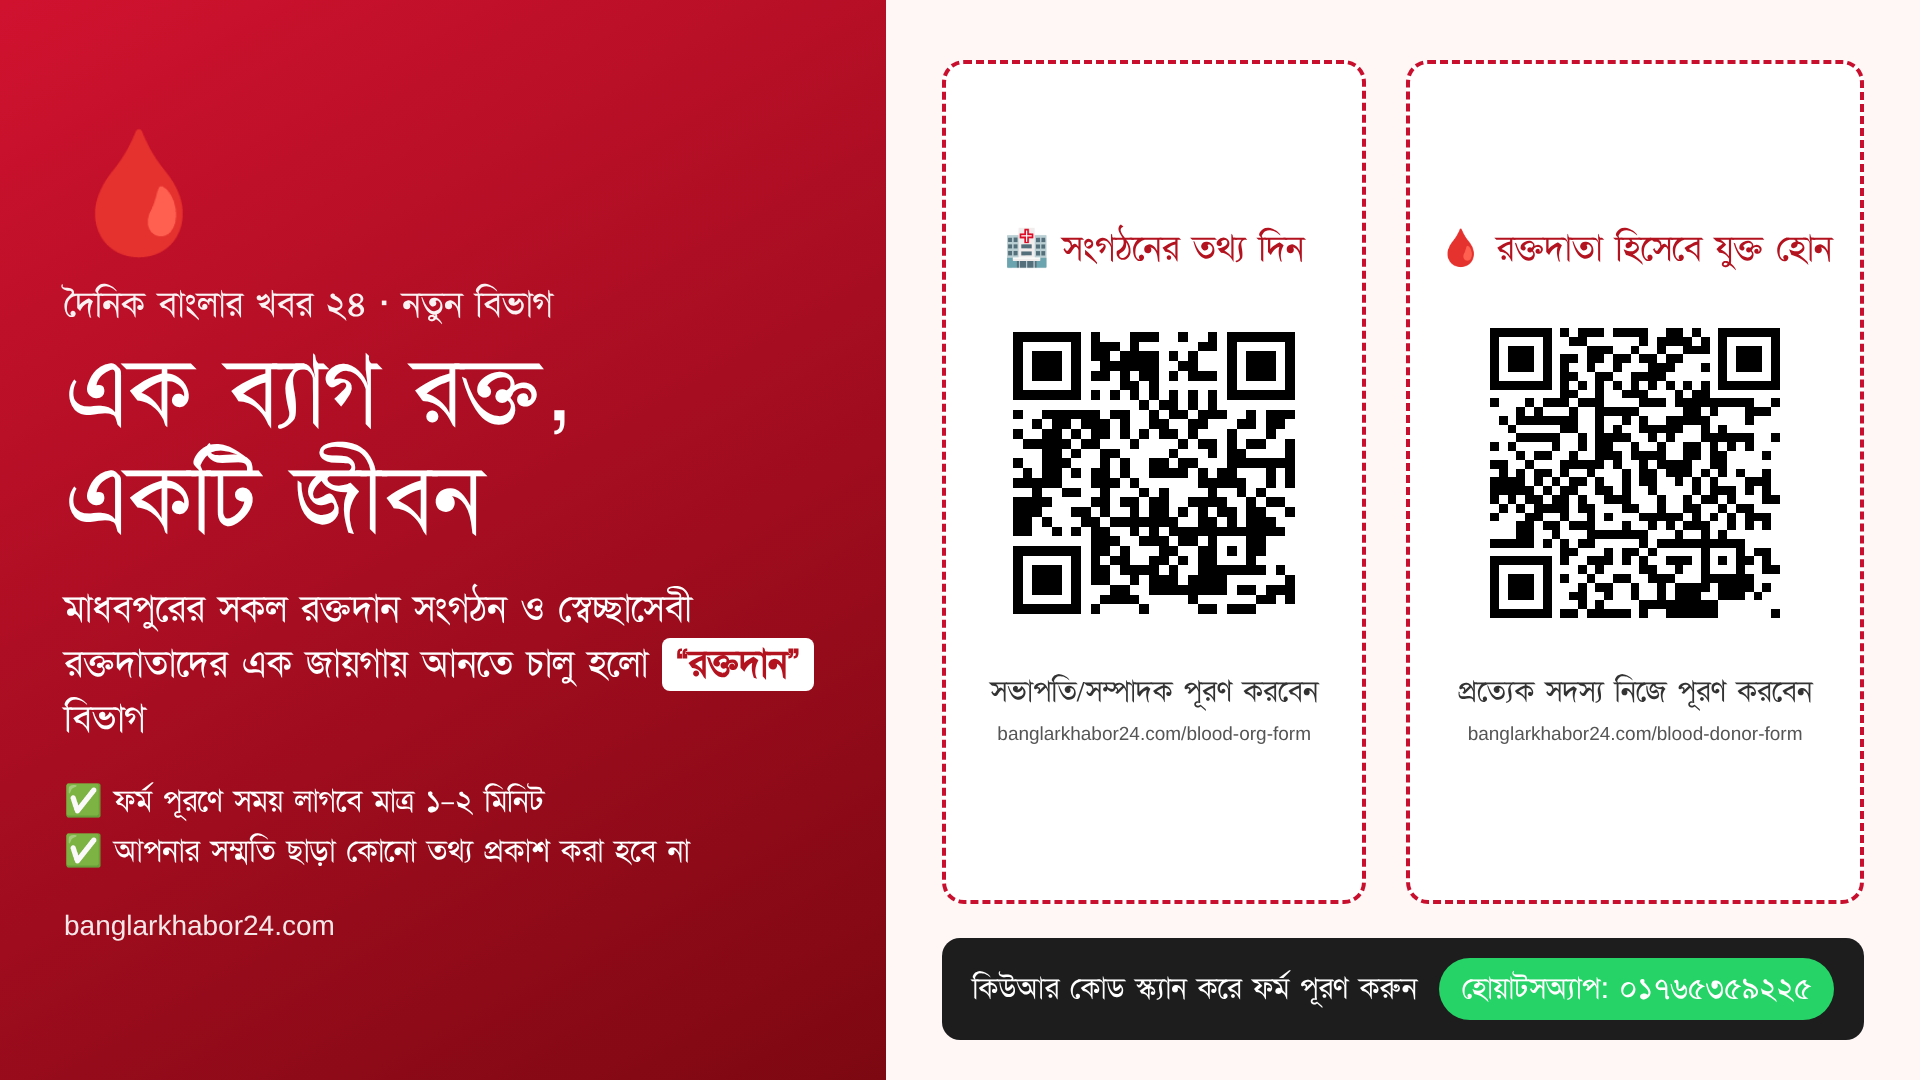 দৈনিক বাংলার খবর ২৪ · নতুন বিভাগ
এক ব্যাগ রক্ত,
একটি জীবন
মাধবপুরের সকল রক্তদান সংগঠন ও স্বেচ্ছাসেবী
রক্তদাতাদের এক জায়গায় আনতে চালু হলো “রক্তদান”
বিভাগ
✅ ফর্ম পূরণে সময় লাগবে মাত্র ১–২ মিনিট
✅ আপনার সম্মতি ছাড়া কোনো তথ্য প্রকাশ করা হবে না
banglarkhabor24.com
সংগঠনের তথ্য দিন
সভাপতি/সম্পাদক পূরণ করবেন
banglarkhabor24.com/blood-org-form
রক্তদাতা হিসেবে যুক্ত হোন
প্রত্যেক সদস্য নিজে পূরণ করবেন
banglarkhabor24.com/blood-donor-form
কিউআর কোড স্ক্যান করে ফর্ম পূরণ করুন
হোয়াটসঅ্যাপ: ০১৭৬৫৩৫৯২২৫